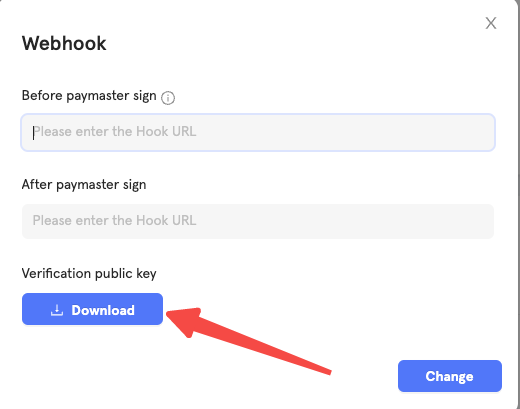 X
Webhook
Before paymaster sign
Please enter the Hook URL
After paymaster sign
Please enter the Hook URL
Verification public key
Download
Change